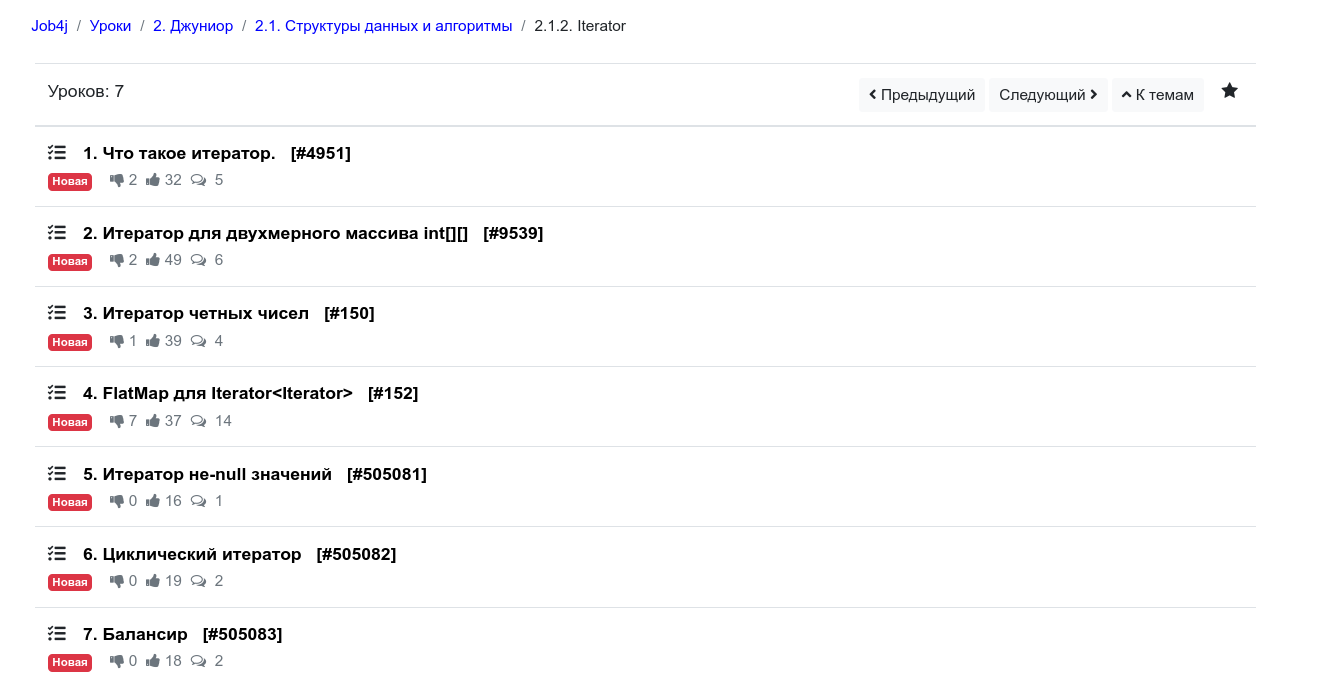 Job4j / Уроки / 2. Джуниор / 2.1. Структуры данных и алгоритмы / 2.1.2. Iterator
Уроков: 7 Предыдущий Следующий К темам
1. Что такое итератор. [#4951]
Новая 2 32 5
2. Итератор для двухмерного массива int[][] [#9539]
Новая 2 49 6
3. Итератор четных чисел [#150]
Новая 1 39 4
4. FlatMap для Iterator<Iterator> [#152]
Новая 7 37 14
5. Итератор не-null значений [#505081]
Новая 0 16 1
6. Циклический итератор [#505082]
Новая 0 19 2
7. Балансир [#505083]
Новая 0 18 2